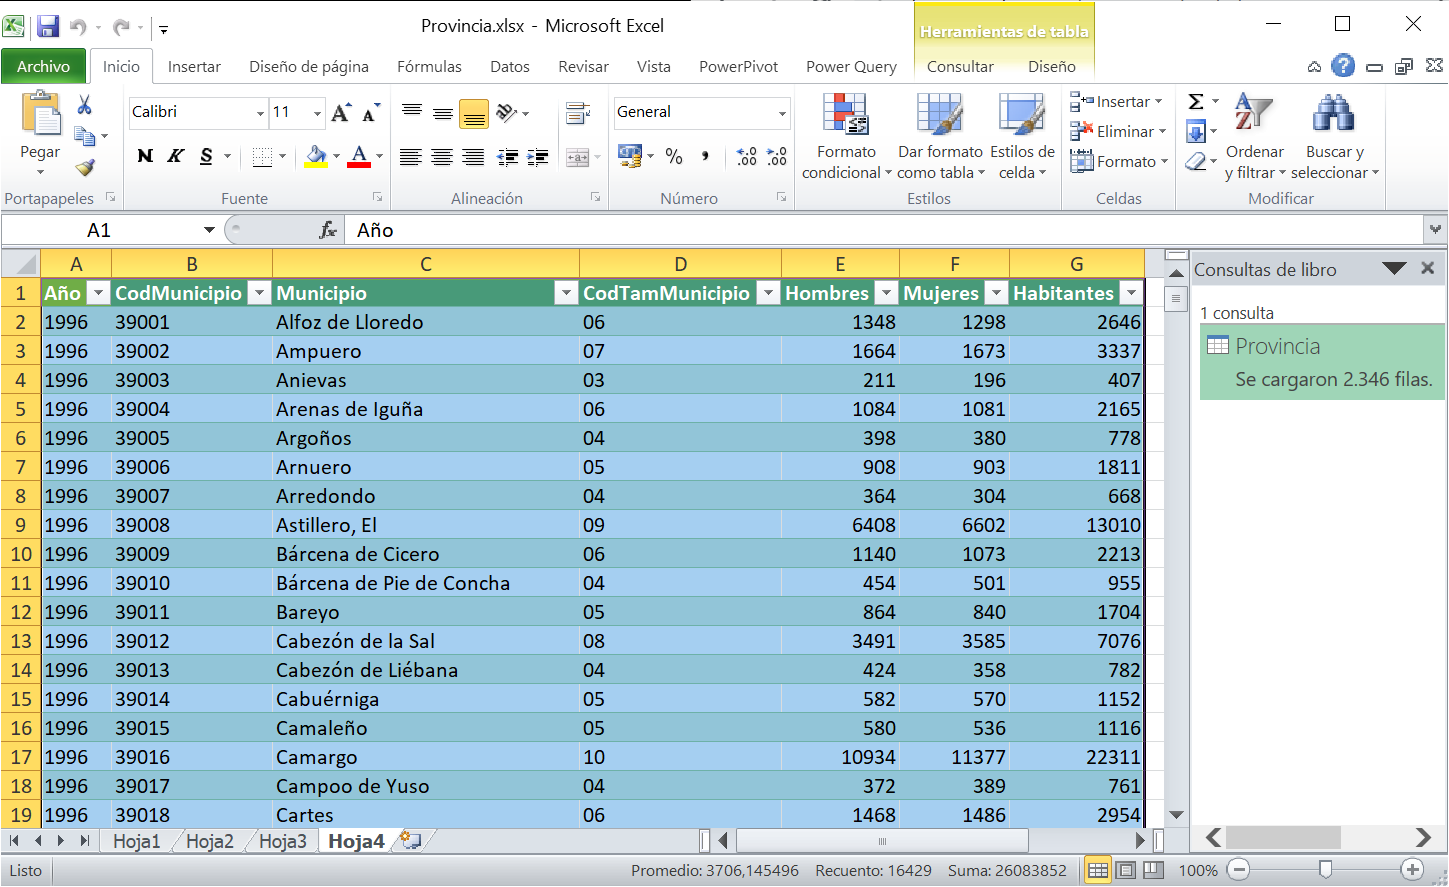 Provincia.xlsx - Microsoft Excel
Herramientas de tabla
Archivo Inicio Insertar Diseño de página Fórmulas Datos Revisar Vista PowerPivot Power Query Consultar Diseño
Pegar
Portapapeles
Calibri 11
N K S
A
Fuente
Alineación
General
% ,
Número
Formato condicional
Dar formato como tabla
Estilos de celda
Estilos
Insertar
Eliminar
Formato
Celdas
Σ
Ordenar y filtrar
Buscar y seleccionar
Modificar
A1 fx Año
A B C D E F G
1 Año CodMunicipio Municipio CodTamMunicipio Hombres Mujeres Habitantes
2 1996 39001 Alfoz de Lloredo 06 1348 1298 2646
3 1996 39002 Ampuero 07 1664 1673 3337
4 1996 39003 Anievas 03 211 196 407
5 1996 39004 Arenas de Iguña 06 1084 1081 2165
6 1996 39005 Argoños 04 398 380 778
7 1996 39006 Arnuero 05 908 903 1811
8 1996 39007 Arredondo 04 364 304 668
9 1996 39008 Astillero, El 09 6408 6602 13010
10 1996 39009 Bárcena de Cicero 06 1140 1073 2213
11 1996 39010 Bárcena de Pie de Concha 04 454 501 955
12 1996 39011 Bareyo 05 864 840 1704
13 1996 39012 Cabezón de la Sal 08 3491 3585 7076
14 1996 39013 Cabezón de Liébana 04 424 358 782
15 1996 39014 Cabuérniga 05 582 570 1152
16 1996 39015 Camaleño 05 580 536 1116
17 1996 39016 Camargo 10 10934 11377 22311
18 1996 39017 Campoo de Yuso 04 372 389 761
19 1996 39018 Cartes 06 1468 1486 2954
Consultas de libro
1 consulta
Provincia
Se cargaron 2.346 filas.
Hoja1 Hoja2 Hoja3 Hoja4
Listo Promedio: 3706,145496 Recuento: 16429 Suma: 26083852 100%